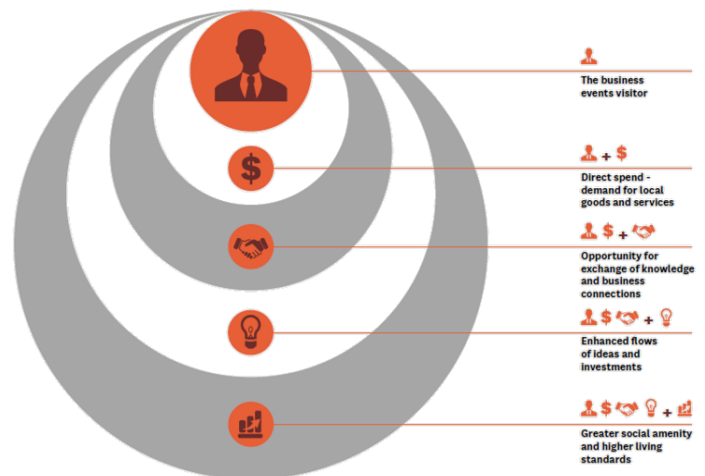 The business
events visitor
$
+ $
Direct spend -
demand for local
goods and services
$ +
Opportunity for
exchange of knowledge
and business
connections
$ +
Enhanced flows
of ideas and
investments
$ +
Greater social amenity
and higher living
standards